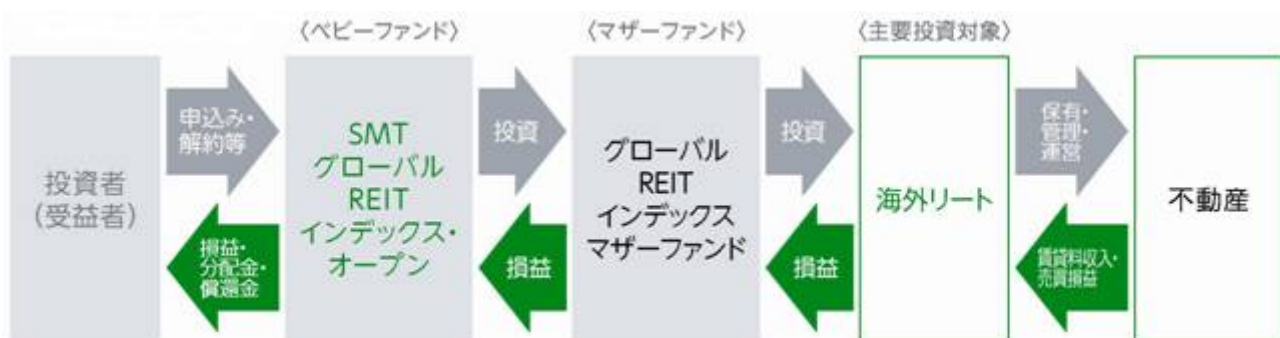 〈ベビーファンド〉
〈マザーファンド〉
〈主要投資対象〉
投資者
(受益者)
申込み・
解約等
損益・
分配金・
償還金
SMT
グローバル
REIT
インデックス・
オープン
投資
損益
グローバル
REIT
インデックス
マザーファンド
投資
損益
海外リート
保有・
管理・
運営
賃貸料収入・
売買損益
不動産